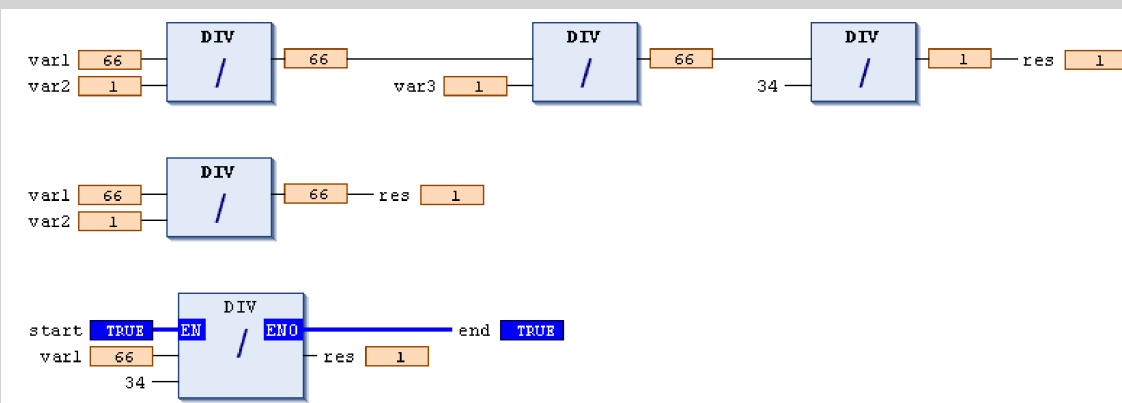 DIV DIV DIV
var1 66 / 66 / 66 / 1 res 1
var2 1 var3 1 34
DIV
var1 66 / 66 res 1
var2 1
DIV
start TRUE EN / ENO end TRUE
var1 66 res 1
34